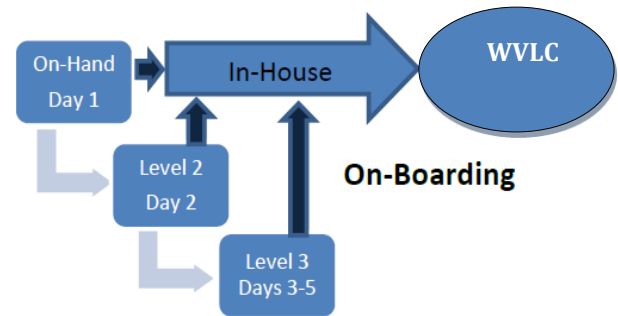 On-Hand
Day 1
In-House
WVLC
Level 2
Day 2
On-Boarding
Level 3
Days 3-5